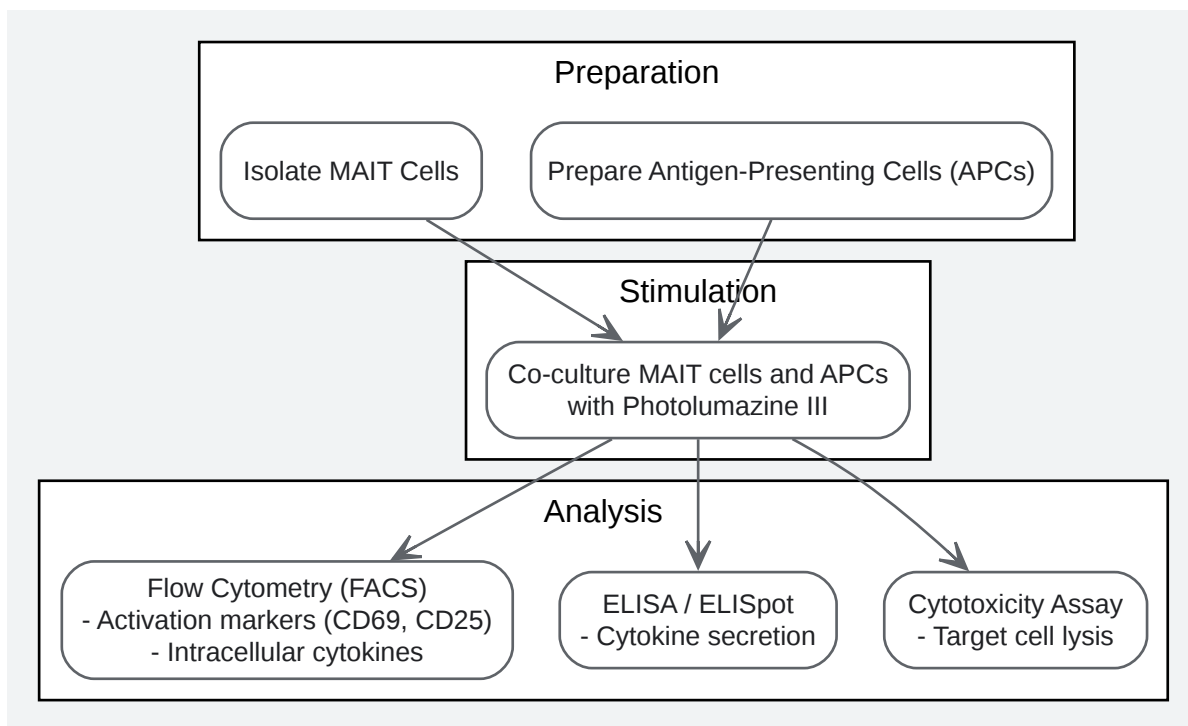 Preparation
Isolate MAIT Cells
Prepare Antigen-Presenting Cells (APCs)
Stimulation
Co-culture MAIT cells and APCs
with Photolumazine III
Analysis
Flow Cytometry (FACS)
- Activation markers (CD69, CD25)
- Intracellular cytokines
ELISA / ELISpot
- Cytokine secretion
Cytotoxicity Assay
- Target cell lysis